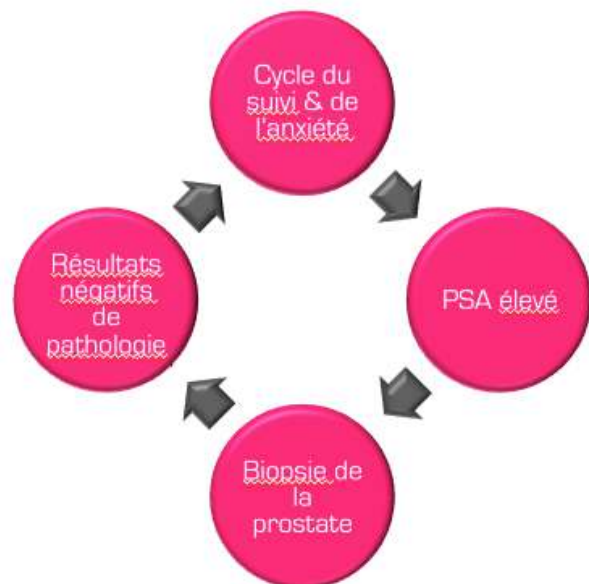 Cycle du
suivi & de
l'anxiété
PSA élevé
Biopsie de
la
prostate
Résultats
négatifs
de
pathologie